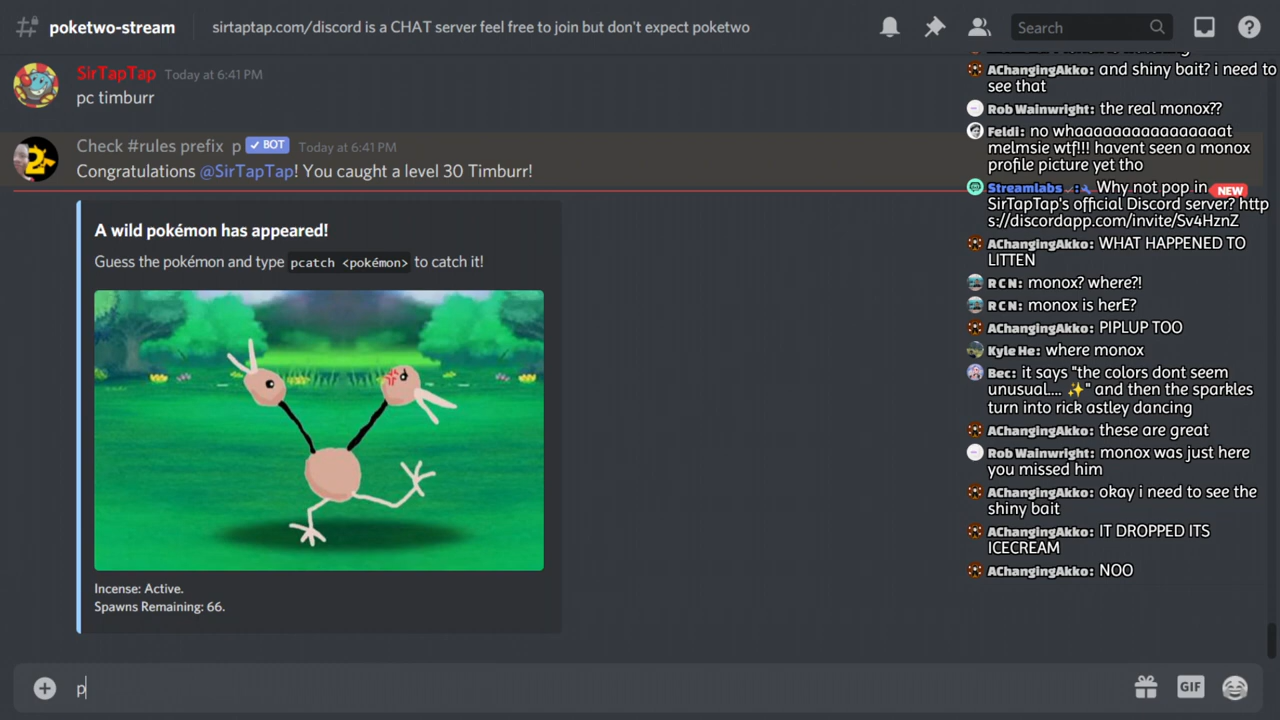 poketwo-stream
sirtaptap.com/discord is a CHAT server feel free to join but don't expect poketwo
Search
SirTapTap Today at 6:41 PM
pc timburr
Check #rules prefix p BOT Today at 6:41 PM
Congratulations @SirTapTap! You caught a level 30 Timburr!
NEW
A wild pokémon has appeared!
Guess the pokémon and type pcatch <pokémon> to catch it!
Incense: Active.
Spawns Remaining: 66.
p
GIF
AChangingAkko: and shiny bait? i need to
see that
Rob Wainwright: the real monox??
Feldi: no whaaaaaaaaaaaaaaaat
melmsie wtf!!! havent seen a monox
profile picture yet tho
Streamlabs: Why not pop in
SirTapTap's official Discord server? http
s://discordapp.com/invite/Sv4HznZ
AChangingAkko: WHAT HAPPENED TO
LITTEN
R C N: monox? where?!
R C N: monox is herE?
AChangingAkko: PIPLUP TOO
Kyle He: where monox
Bec: it says "the colors dont seem
unusual.... ✨" and then the sparkles
turn into rick astley dancing
AChangingAkko: these are great
Rob Wainwright: monox was just here
you missed him
AChangingAkko: okay i need to see the
shiny bait
AChangingAkko: IT DROPPED ITS
ICECREAM
AChangingAkko: NOO